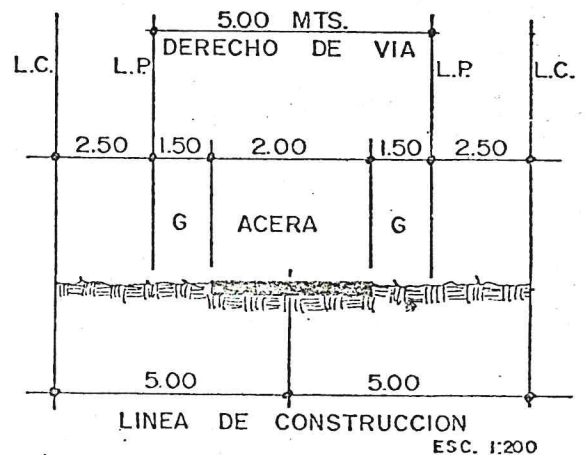 5.00 MTS.
L.C. L.P. DERECHO DE VIA L.P. L.C.
2.50 1.50 2.00 1.50 2.50
G ACERA G
5.00 5.00
LINEA DE CONSTRUCCION
ESC. 1:200